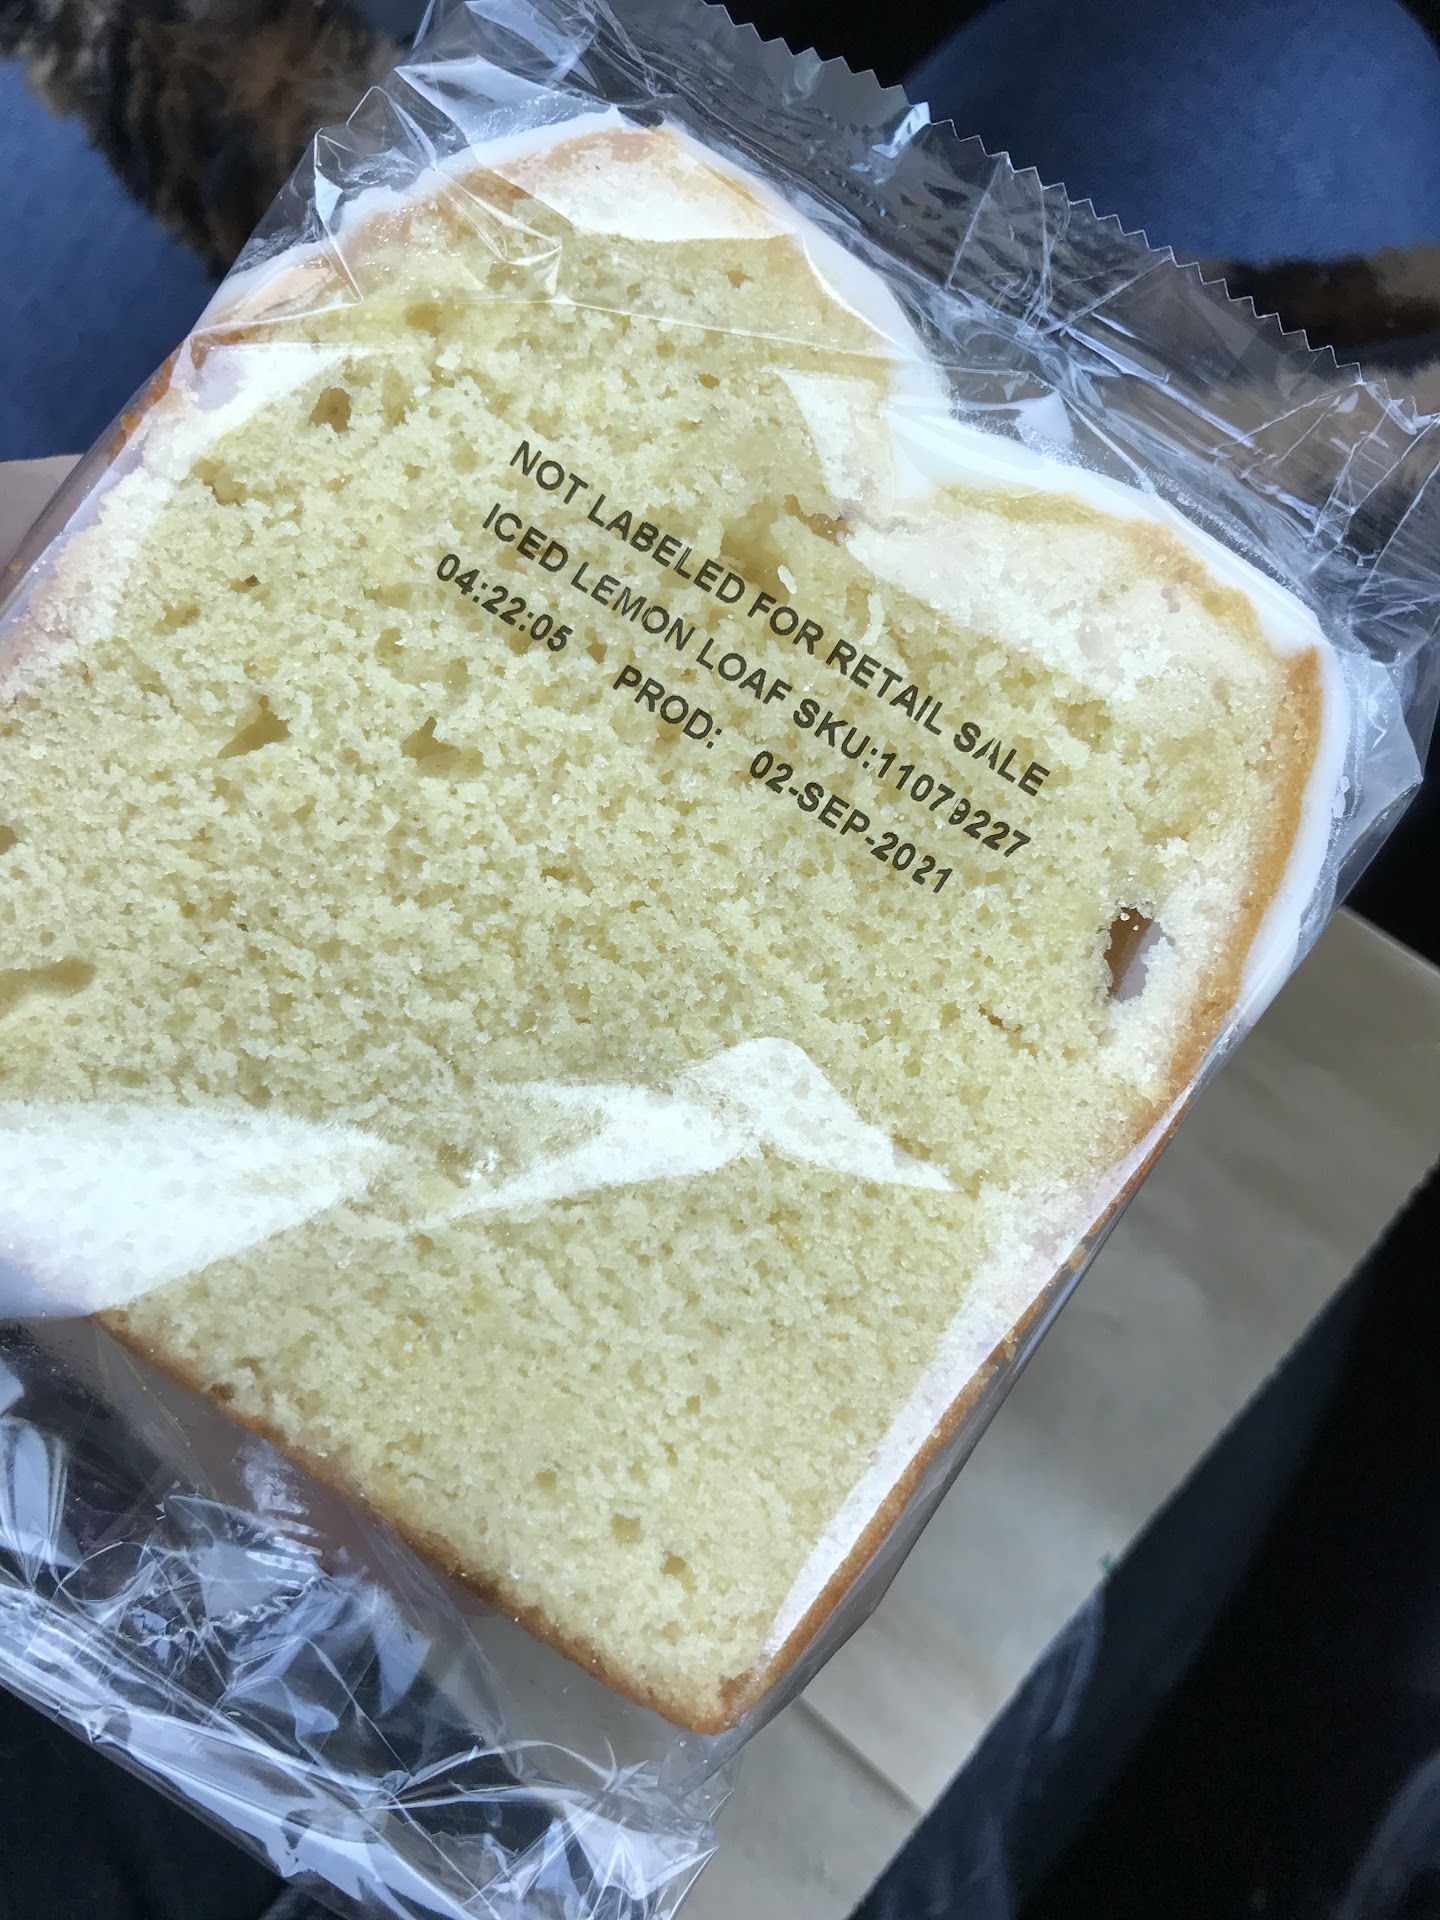 NOT LABELED FOR RETAIL SALE
ICED LEMON LOAF SKU:11079227
04:22:05 PROD: 02-SEP-2021